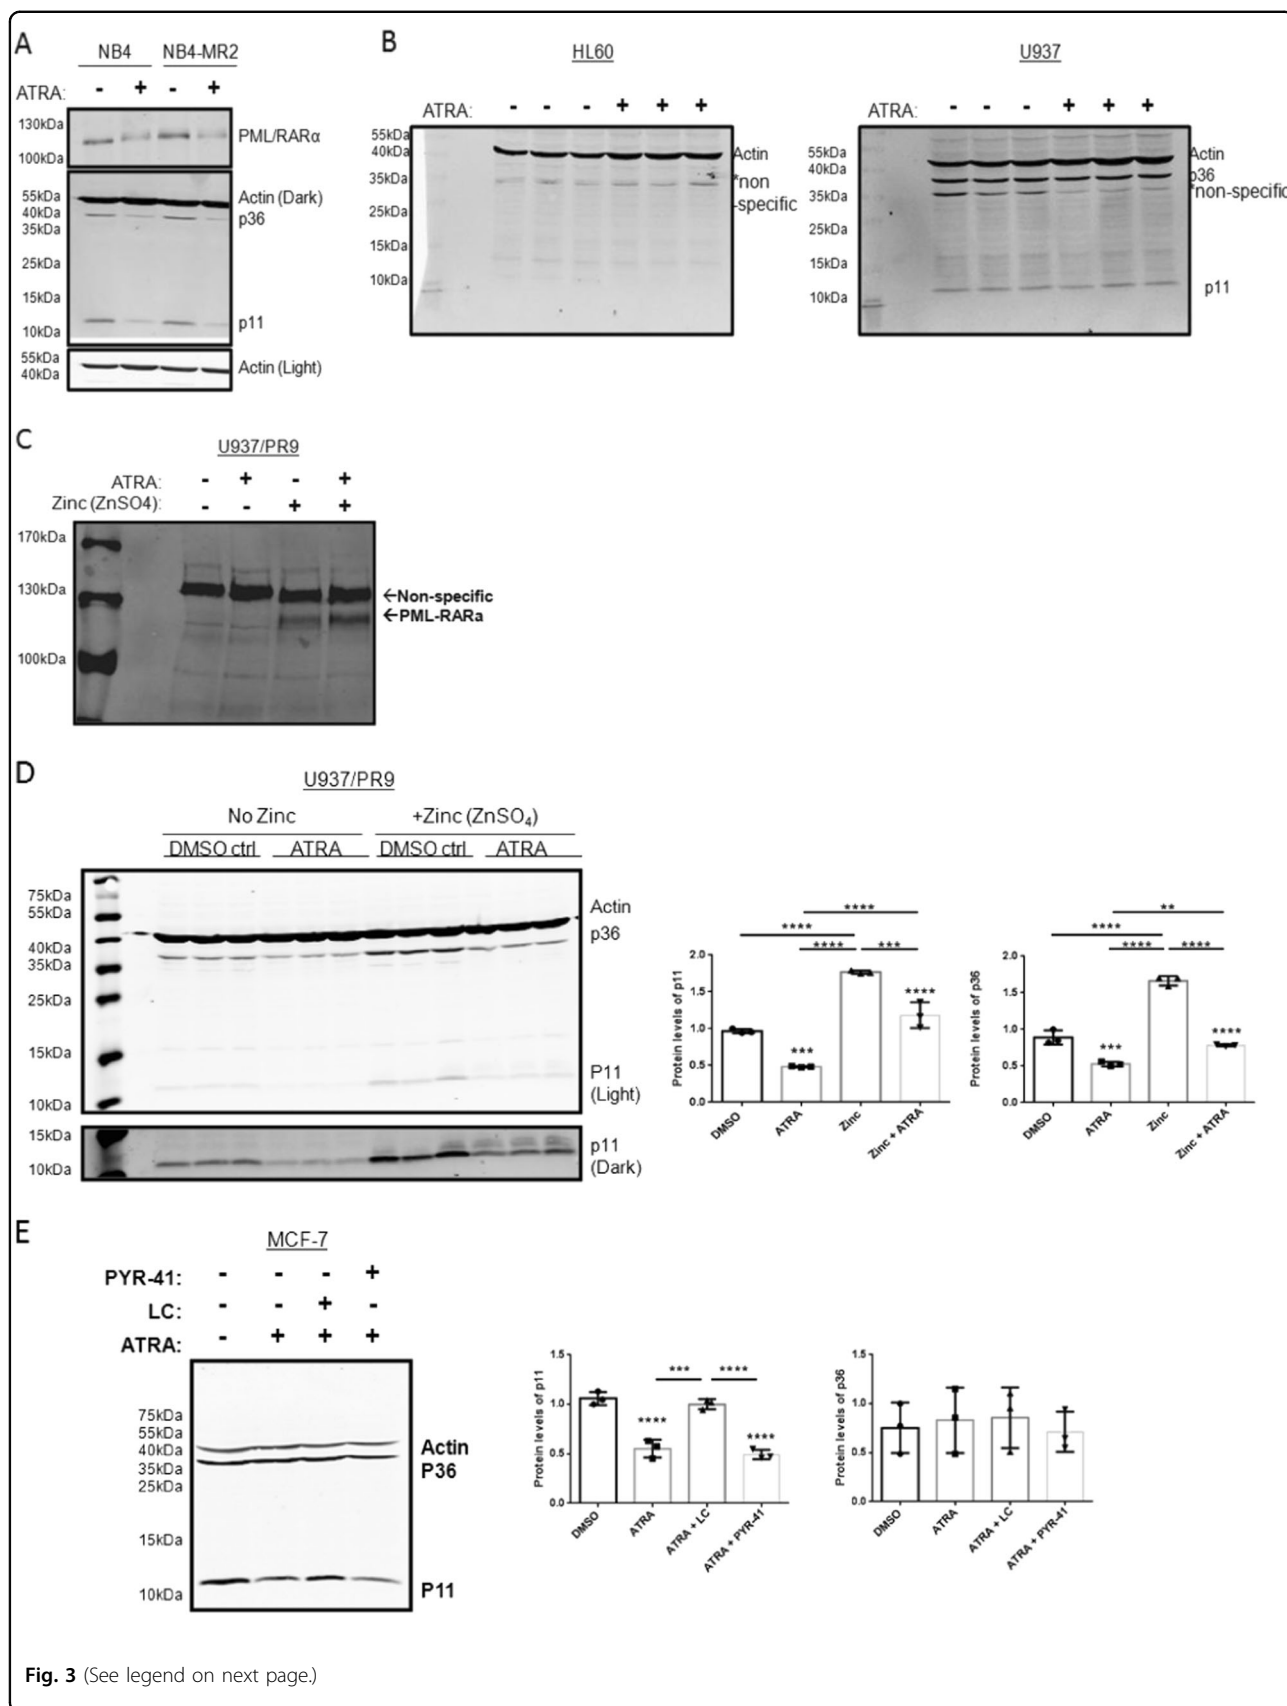 A
NB4 NB4-MR2
ATRA: - + - +
130kDa
100kDa
PML/RARα
55kDa
40kDa
35kDa
25kDa
15kDa
10kDa
Actin (Dark)
p36
p11
55kDa
40kDa
Actin (Light)
B
HL60
ATRA: - - - + + +
55kDa
40kDa
35kDa
25kDa
15kDa
10kDa
Actin
*non
-specific
U937
ATRA: - - - + + +
55kDa
40kDa
35kDa
25kDa
15kDa
10kDa
Actin
p36
*non-specific
p11
C
U937/PR9
ATRA: - + - +
Zinc (ZnSO4): - - + +
170kDa
130kDa
100kDa
←Non-specific
←PML-RARa
D
U937/PR9
No Zinc +Zinc (ZnSO₄)
DMSO ctrl ATRA DMSO ctrl ATRA
75kDa
55kDa
40kDa
35kDa
25kDa
15kDa
10kDa
Actin
p36
P11
(Light)
15kDa
10kDa
p11
(Dark)
Protein levels of p11
2.0
1.5
1.0
0.5
0.0
****
**** 
**** ***
***
****
DMSO ATRA Zinc Zinc + ATRA
Protein levels of p36
2.0
1.5
1.0
0.5
0.0
**
****
**** ****
***
****
DMSO ATRA Zinc Zinc + ATRA
E
MCF-7
PYR-41: - - - +
LC: - - + -
ATRA: - + + +
75kDa
55kDa
40kDa
35kDa
25kDa
15kDa
10kDa
Actin
P36
P11
Protein levels of p11
1.5
1.0
0.5
0.0
*** ****
****
****
DMSO ATRA ATRA + LC ATRA + PYR-41
Protein levels of p36
1.5
1.0
0.5
0.0
DMSO ATRA ATRA + LC ATRA + PYR-41
Fig. 3 (See legend on next page.)